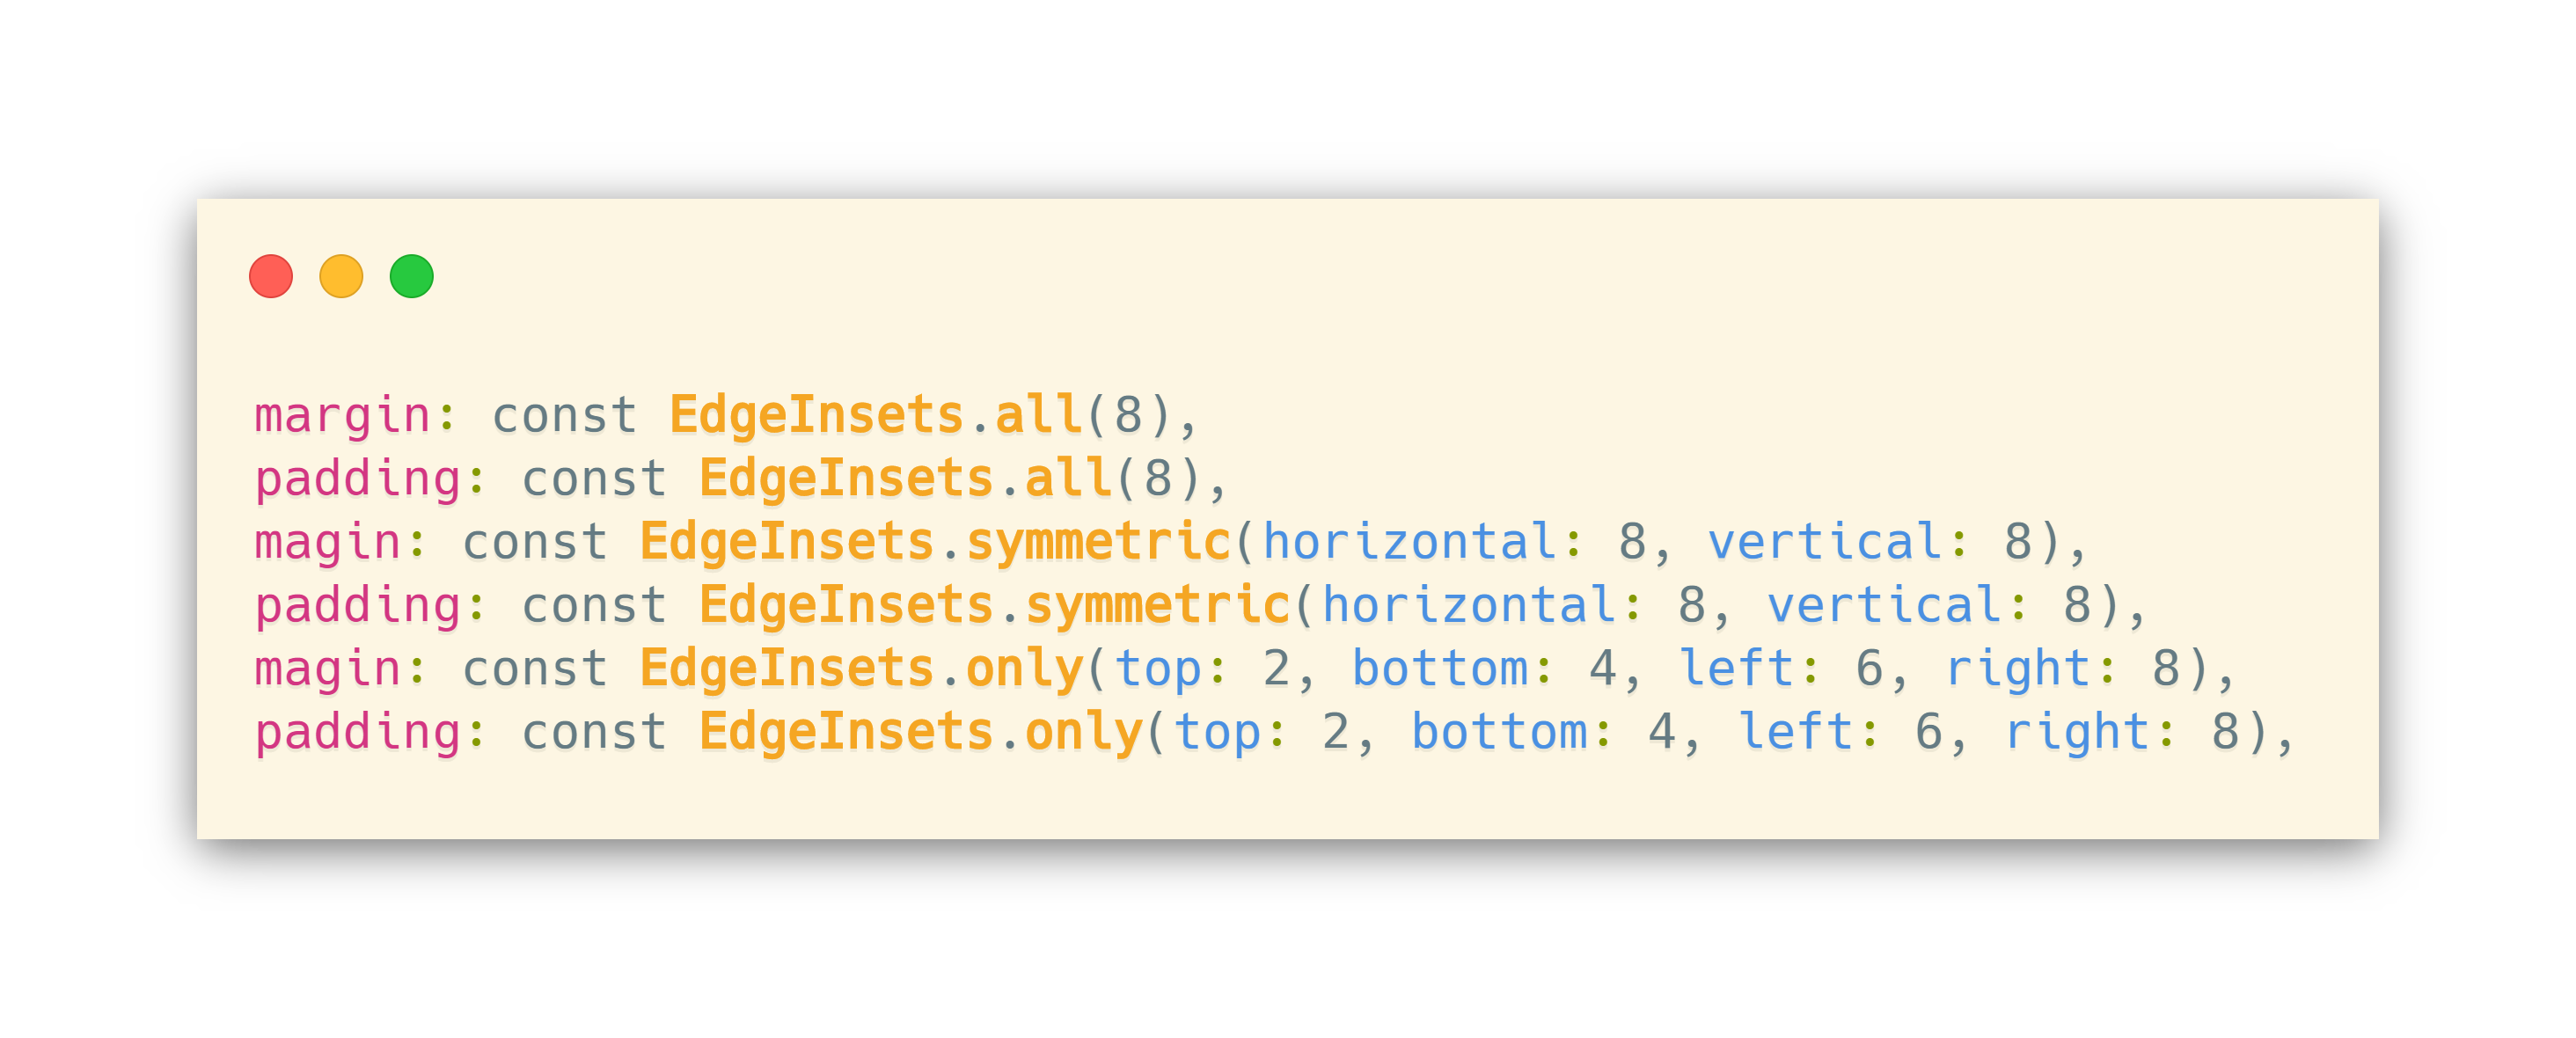 margin: const EdgeInsets.all(8),
padding: const EdgeInsets.all(8),
magin: const EdgeInsets.symmetric(horizontal: 8, vertical: 8),
padding: const EdgeInsets.symmetric(horizontal: 8, vertical: 8),
magin: const EdgeInsets.only(top: 2, bottom: 4, left: 6, right: 8),
padding: const EdgeInsets.only(top: 2, bottom: 4, left: 6, right: 8),